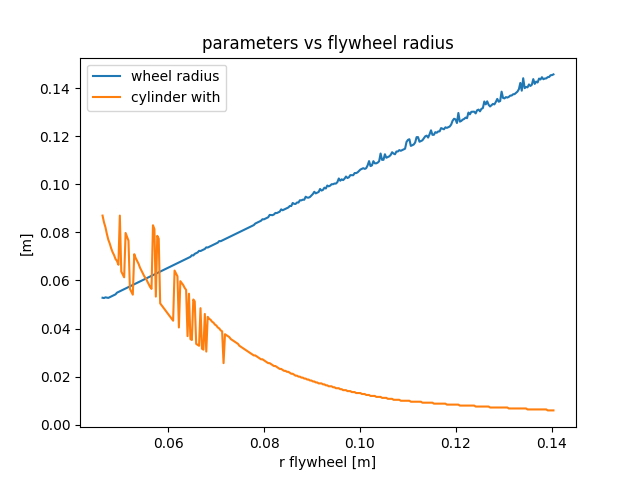 parameters vs flywheel radius
wheel radius
cylinder with
[m]
0.14
0.12
0.10
0.08
0.06
0.04
0.02
0.00
0.06
0.08
0.10
0.12
0.14
r flywheel [m]